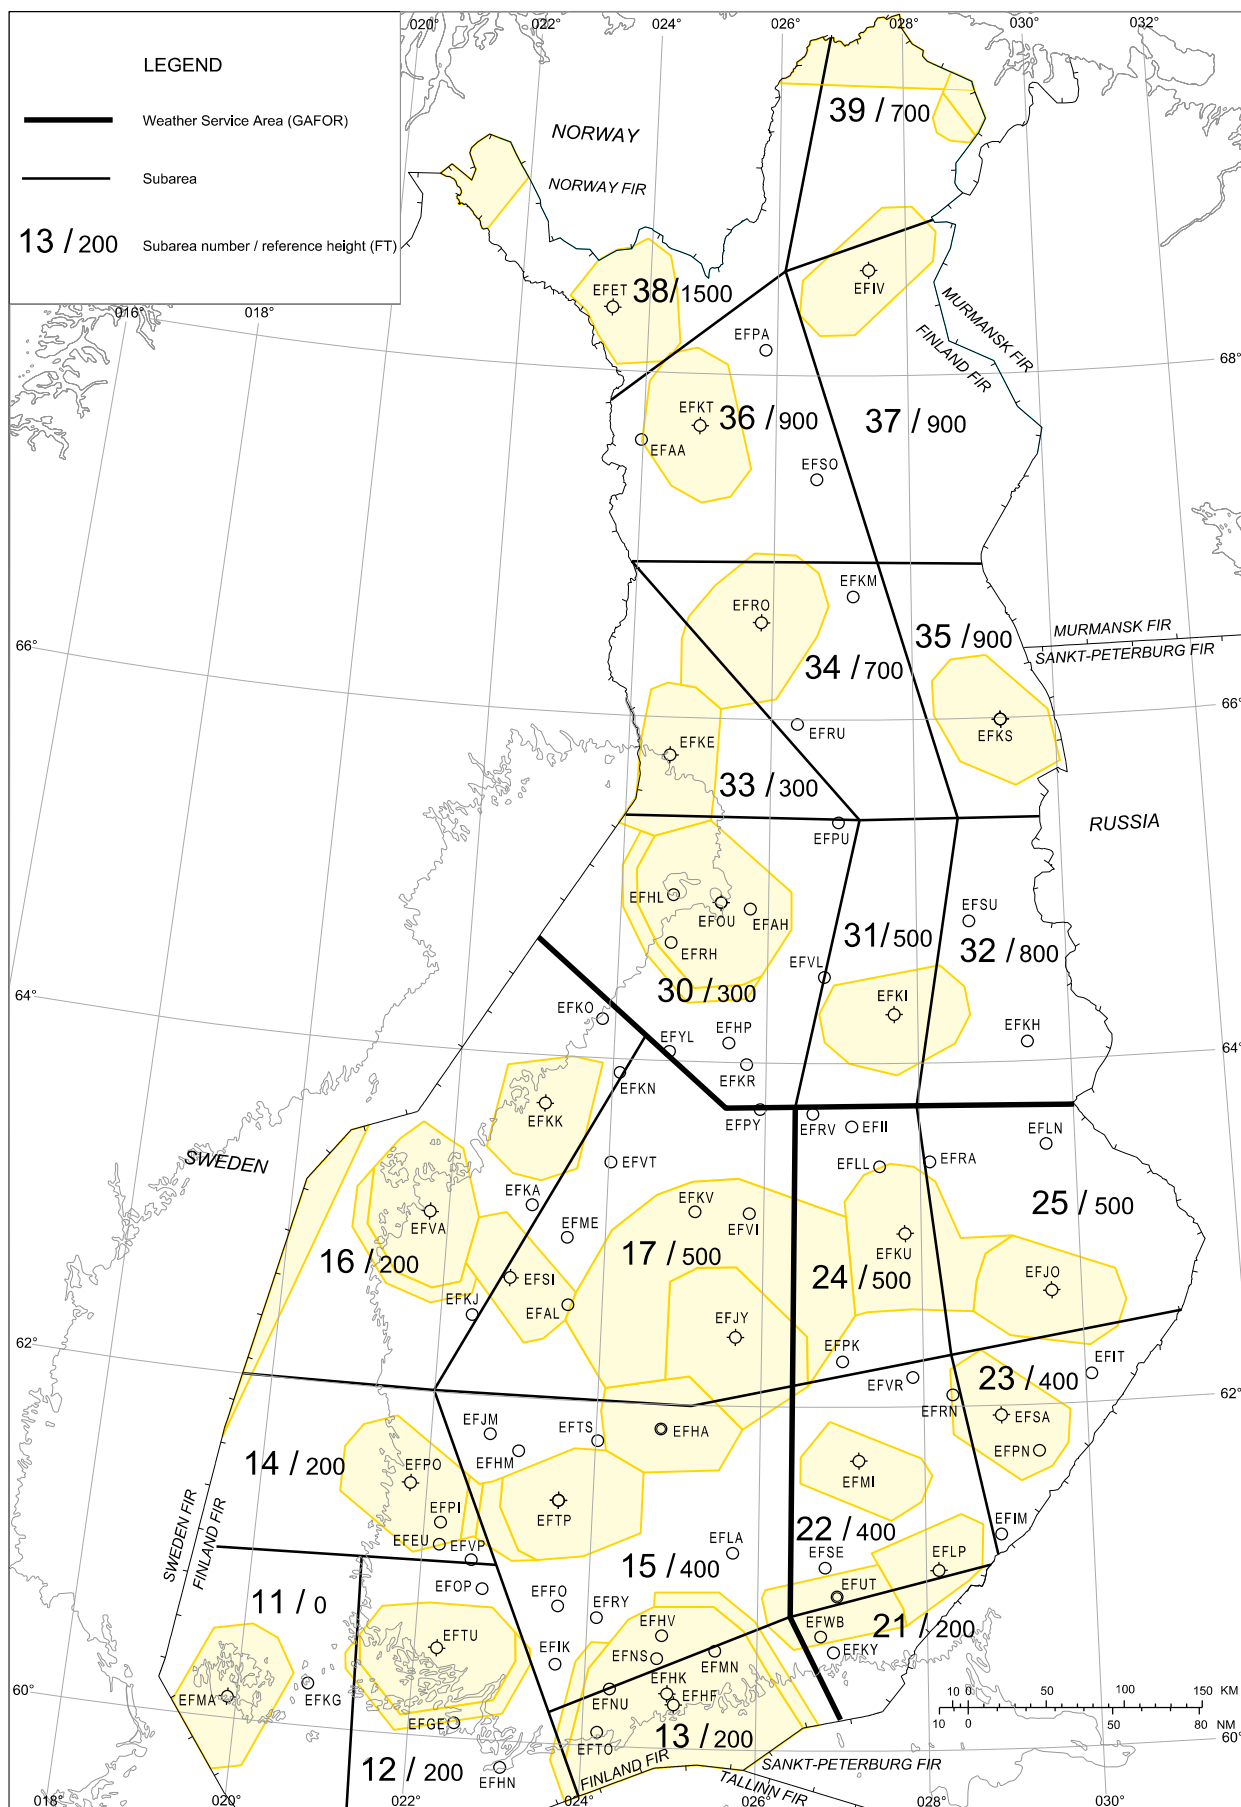 020°
022°
024°
026°
028°
030°
032°
LEGEND
Weather Service Area (GAFOR)
Subarea
13 / 200
Subarea number / reference height (FT)
016°
018°
NORWAY
NORWAY FIR
39 / 700
EFET
38/1500
EFIV
EFPA
MURMANSK FIR
FINLAND FIR
68°
EFKT
36 / 900
37 / 900
EFAA
EFSO
EFKM
EFRO
35 / 900
MURMANSK FIR
SANKT-PETERBURG FIR
66°
34 / 700
66°
EFKS
EFRU
EFKE
33 / 300
EFPU
RUSSIA
EFHL
EFOU
EFAH
EFSU
31/500
32 / 800
EFRH
EFVL
30 / 300
EFKI
64°
EFKO
EFYL
EFHP
EFKH
64°
EFKR
EFKN
EFKK
EFPY
EFRV
EFII
EFLN
SWEDEN
EFVT
EFLL
EFRA
EFKA
EFKV
EFVI
25 / 500
EFVA
EFME
EFKU
16 / 200
17 / 500
24 / 500
EFSI
EFJO
EFKJ
EFAL
EFJY
62°
EFPK
EFIT
EFVR
23 / 400
62°
EFRN
EFSA
EFJM
EFTS
EFHA
EFHM
EFPN
14 / 200
EFPO
EFMI
EFPI
EFTP
EFIM
22 / 400
EFEU
EFVP
EFLA
SWEDEN FIR
FINLAND FIR
15 / 400
EFSE
EFLP
EFOP
EFUT
11 / 0
EFFO
EFRY
21 / 200
EFTU
EFHV
EFWB
EFIK
EFNS
EFMN
EFKY
60°
EFMA
EFKG
EFNU
EFHK
EFHF
10 0 50 100 150 KM
10 0 50 80 NM
EFGE
EFTO
13 / 200
60°
12 / 200
EFHN
FINLAND FIR
SANKT-PETERBURG FIR
TALLINN FIR
018°
020°
022°
024°
026°
028°
030°